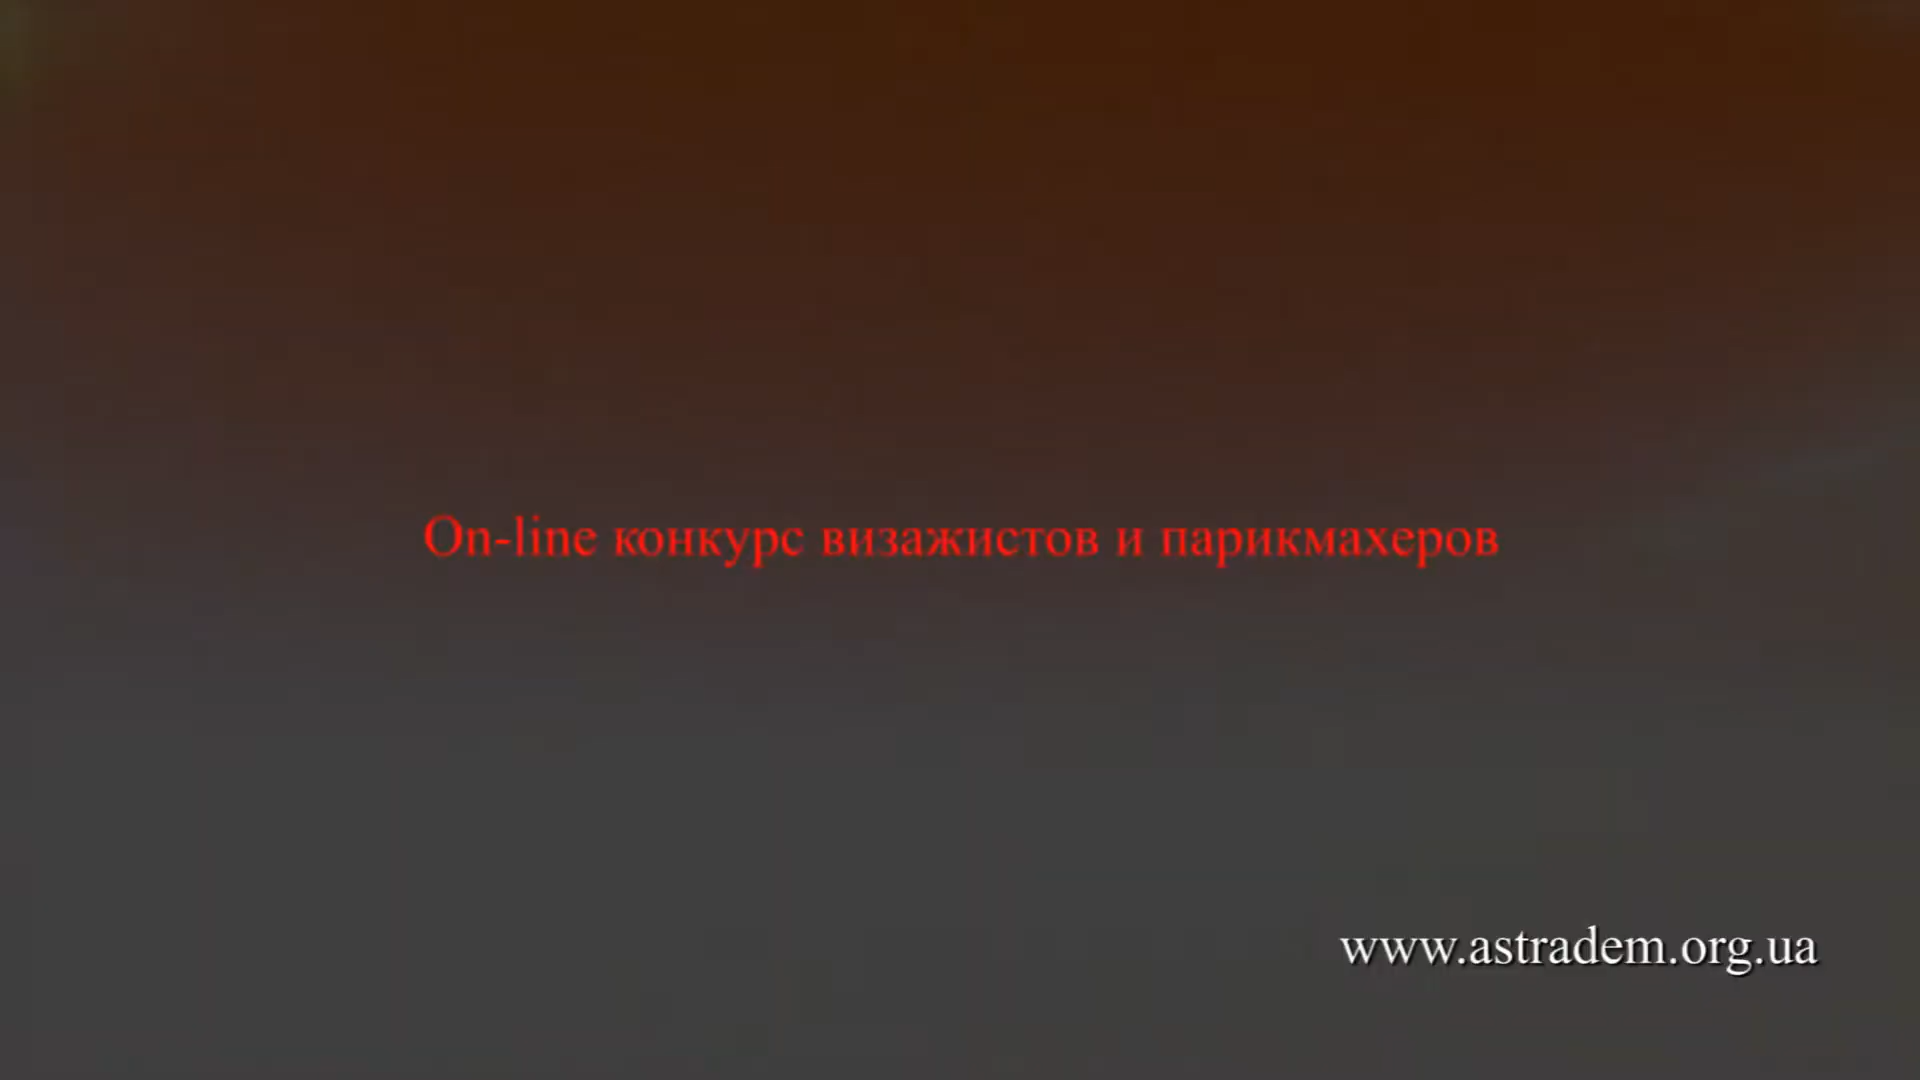 On-line конкурс визажистов и парикмахеров
www.astradem.org.ua